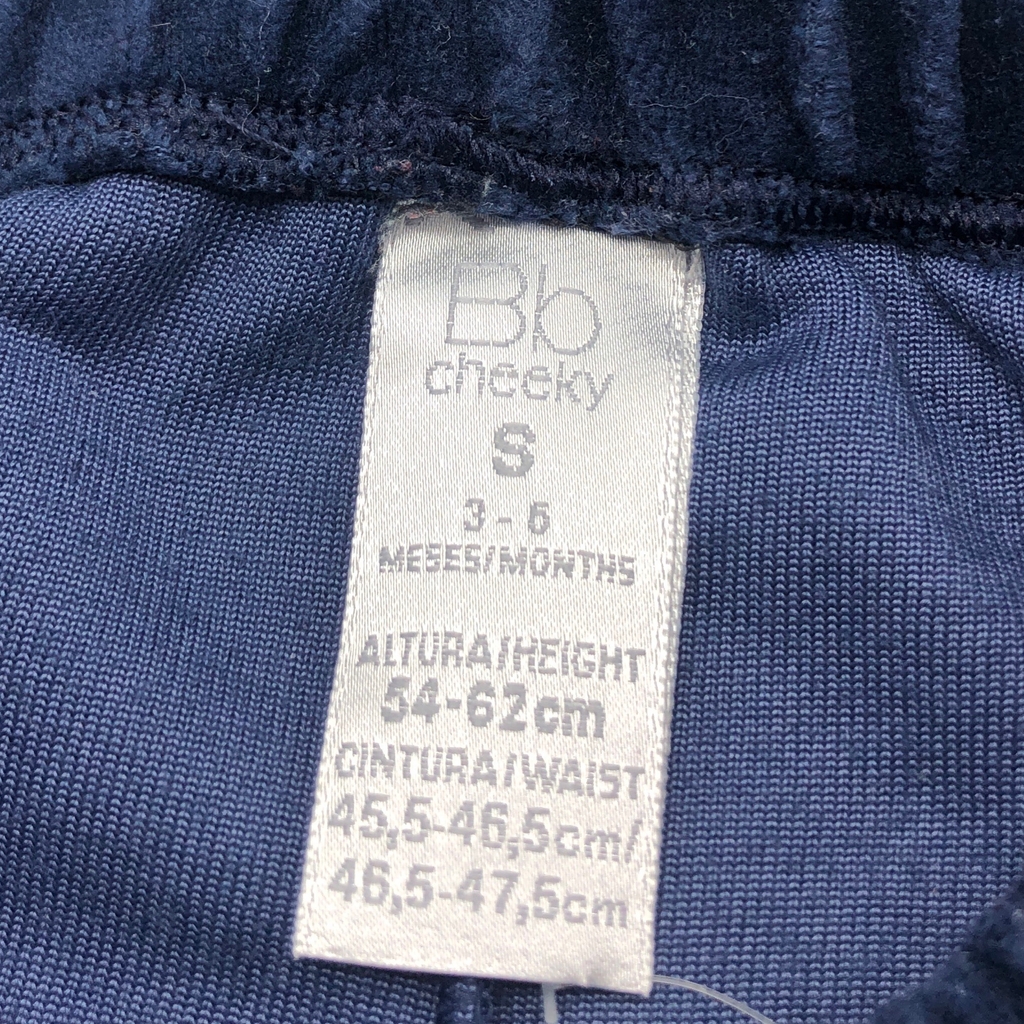 Bb
cheeky
S
3 - 6
MESES/MONTHS
ALTURA/HEIGHT
54-62cm
CINTURA/WAIST
45,5-46,5cm/
46,5-47,5cm